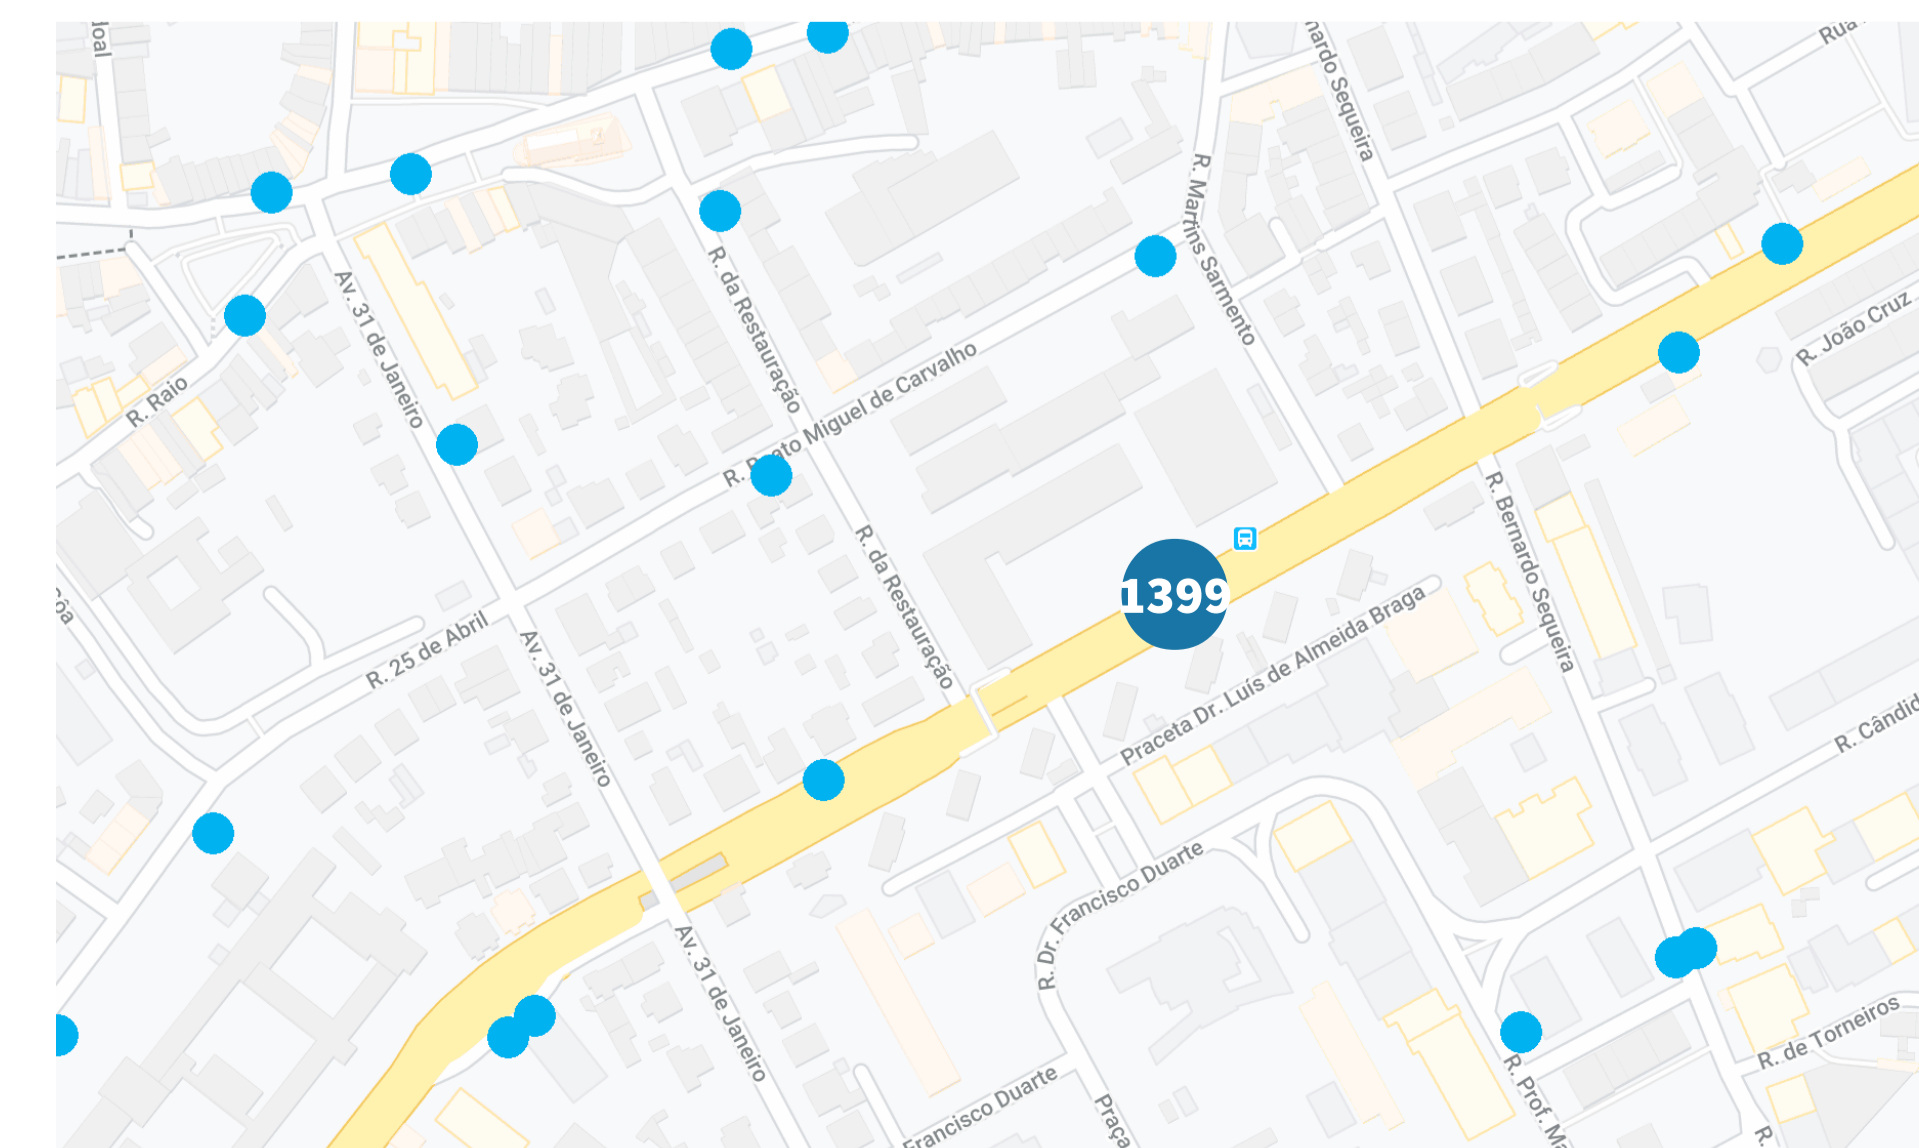 Rua
nardo Sequeira
R. Martins Sarmento
R. da Restauração
Av. 31 de Janeiro
R. João Cruz
R. Raio
Miguel de Carvalho
R. Bernardo Sequeira
R. da Restauração
1399
Praceta Dr. Luís de Almeida Braga
R. 25 de Abril
Av. 31 de Janeiro
R. Cândid
R. Dr. Francisco Duarte
Av. 31 de Janeiro
R. de Torneiros
R. Prof. Ma
Francisco Duarte
Praça
R.